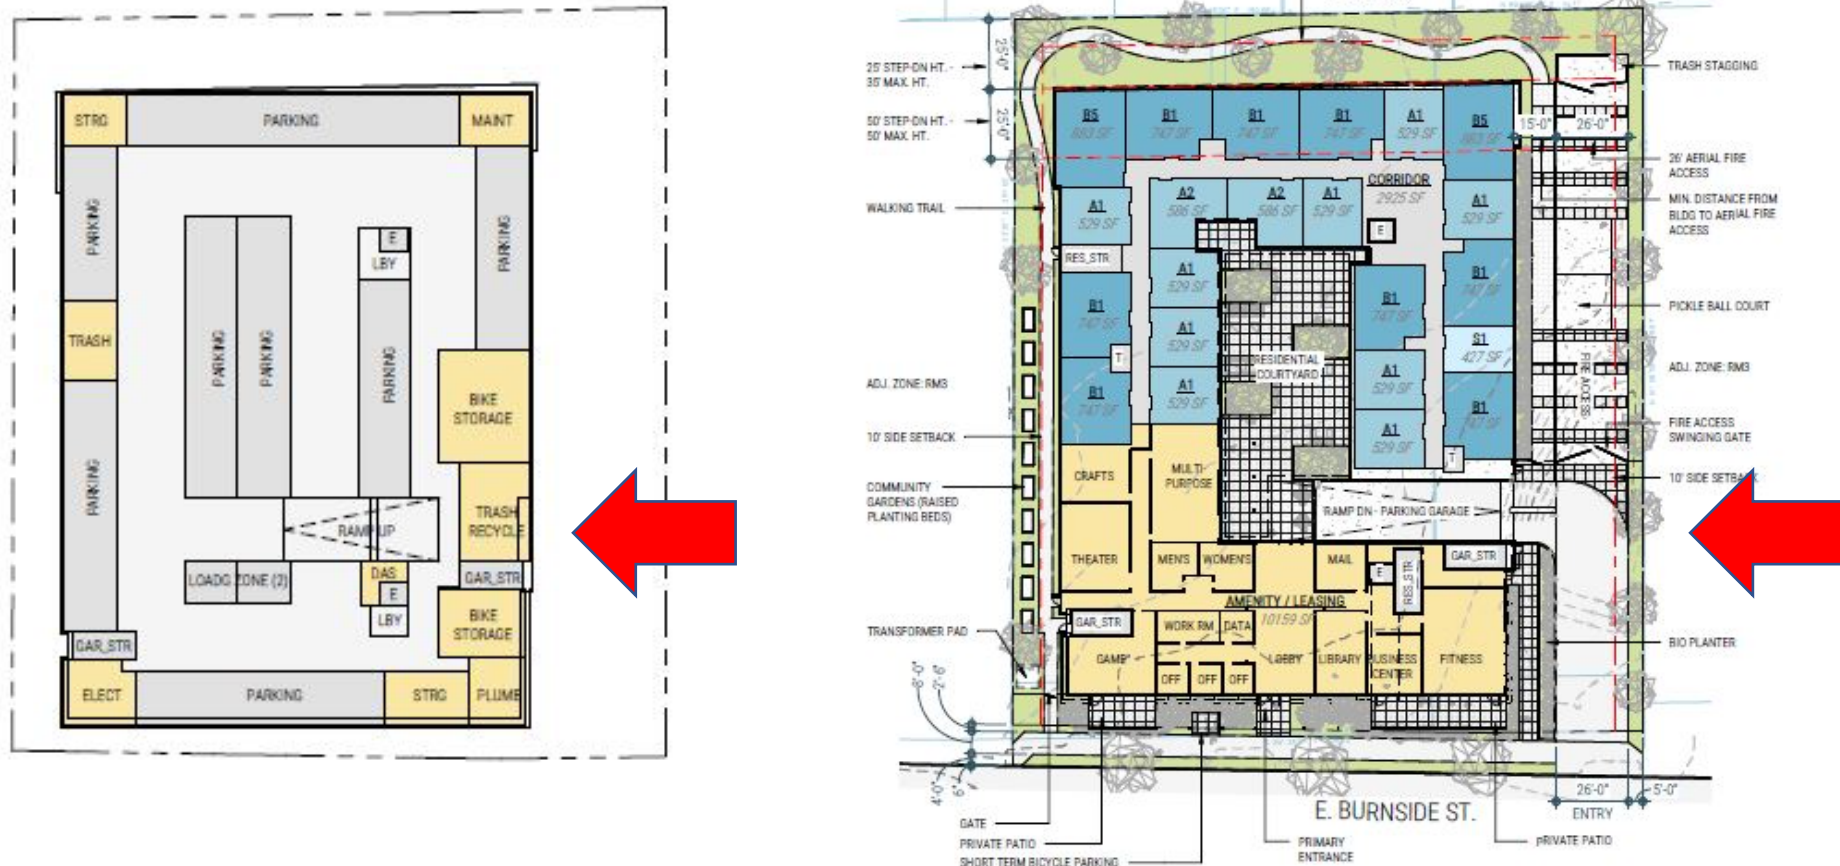 STRG
PARKING
MAINT
PARKING
PARKING
E
LBY
TRASH
PARKING
PARKING
PARKING
BIKE
STORAGE
PARKING
TRASH
RECYCLE
RAMP UP
LOADG ZONE (2)
DAS
E
LBY
GAR_STR
BIKE
STORAGE
GAR_STR
ELECT
PARKING
STRG
PLUMB
25' STEP-DN HT. -
35' MAX. HT.
50' STEP-DN HT. -
50' MAX. HT.
25'-0"
25'-0"
WALKING TRAIL
ADJ. ZONE: RM3
10' SIDE SETBACK
COMMUNITY
GARDENS (RAISED
PLANTING BEDS)
TRANSFORMER PAD
8'-0"
2'-6"
4'-0"
6"
B5
B1
747 SF
B1
747 SF
B1
747 SF
A1
529 SF
B5
15'-0"
26'-0"
CORRIDOR
2925 SF
A1
529 SF
A2
586 SF
A2
586 SF
A1
529 SF
E
A1
529 SF
RES_STR
A1
529 SF
B1
747 SF
B1
747 SF
B1
747 SF
T
A1
529 SF
S1
427 SF
RESIDENTIAL
COURTYARD
B1
747 SF
A1
529 SF
A1
529 SF
B1
747 SF
A1
529 SF
T
CRAFTS
MULTI
PURPOSE
RAMP DN - PARKING GARAGE
THEATER
MEN'S
WOMEN'S
MAIL
E
RES_STR
GAR_STR
AMENITY / LEASING
10159 SF
GAR_STR
WORK RM
DATA
GAME
OFF
OFF
OFF
LOBBY
LIBRARY
BUSINESS
CENTER
FITNESS
FIRE ACCESS
TRASH STAGGING
26' AERIAL FIRE
ACCESS
MIN. DISTANCE FROM
BLDG TO AERIAL FIRE
ACCESS
PICKLE BALL COURT
ADJ. ZONE: RM3
FIRE ACCESS
SWINGING GATE
10' SIDE SETBACK
BIO PLANTER
E. BURNSIDE ST.
26'-0"
5'-0"
ENTRY
GATE
PRIVATE PATIO
SHORT TERM BICYCLE PARKING
PRIMARY
ENTRANCE
PRIVATE PATIO